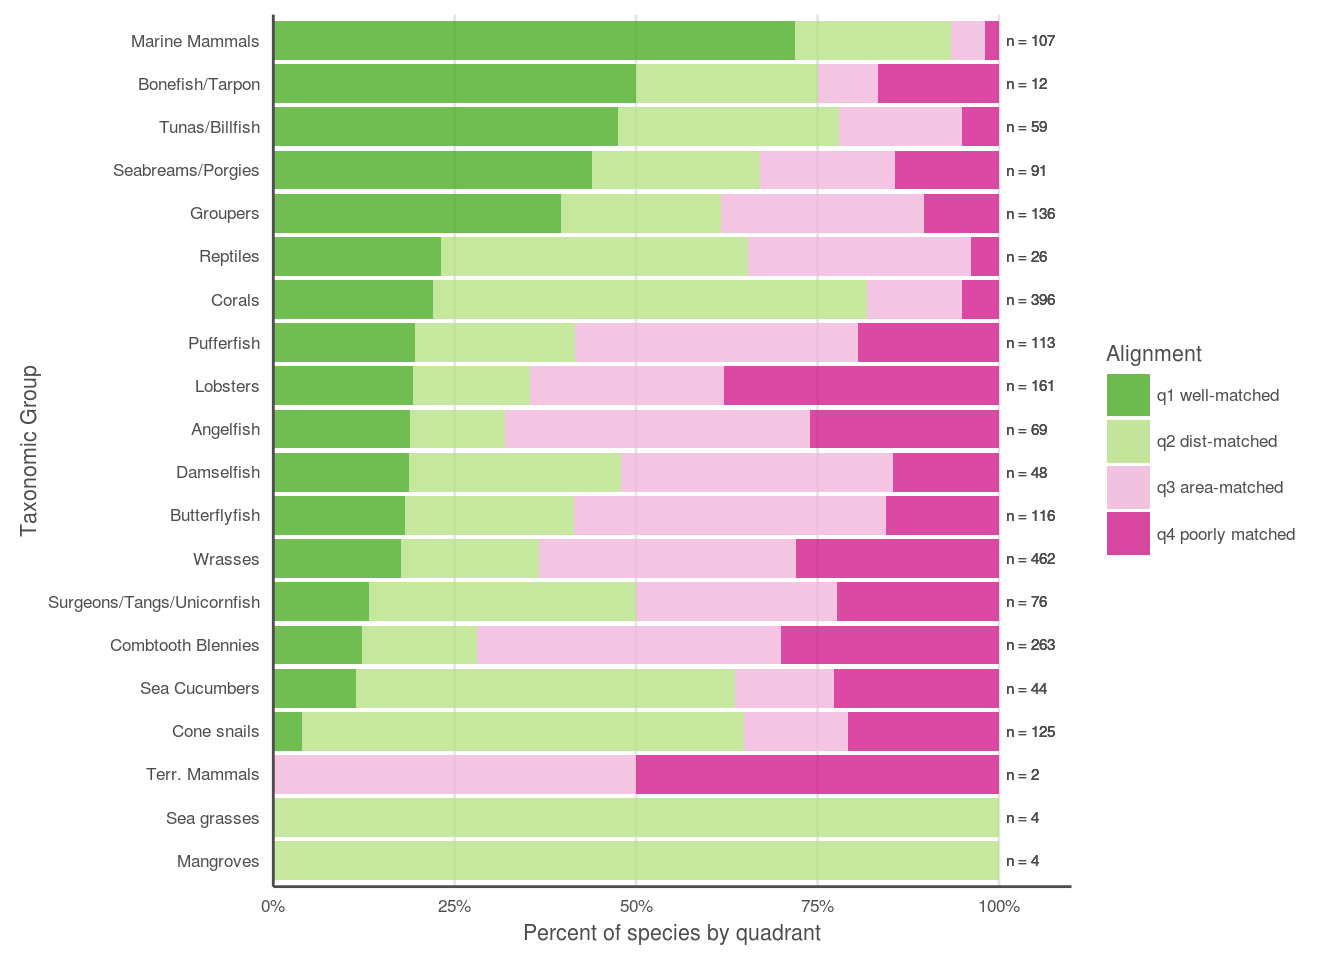 Marine Mammals n = 107
Bonefish/Tarpon n = 12
Tunas/Billfish n = 59
Seabreams/Porgies n = 91
Groupers n = 136
Reptiles n = 26
Corals n = 396
Pufferfish n = 113
Lobsters n = 161
Angelfish n = 69
Damselfish n = 48
Butterflyfish n = 116
Wrasses n = 462
Surgeons/Tangs/Unicornfish n = 76
Combtooth Blennies n = 263
Sea Cucumbers n = 44
Cone snails n = 125
Terr. Mammals n = 2
Sea grasses n = 4
Mangroves n = 4
0% 25% 50% 75% 100%
Percent of species by quadrant
Taxonomic Group
Alignment
q1 well-matched
q2 dist-matched
q3 area-matched
q4 poorly matched